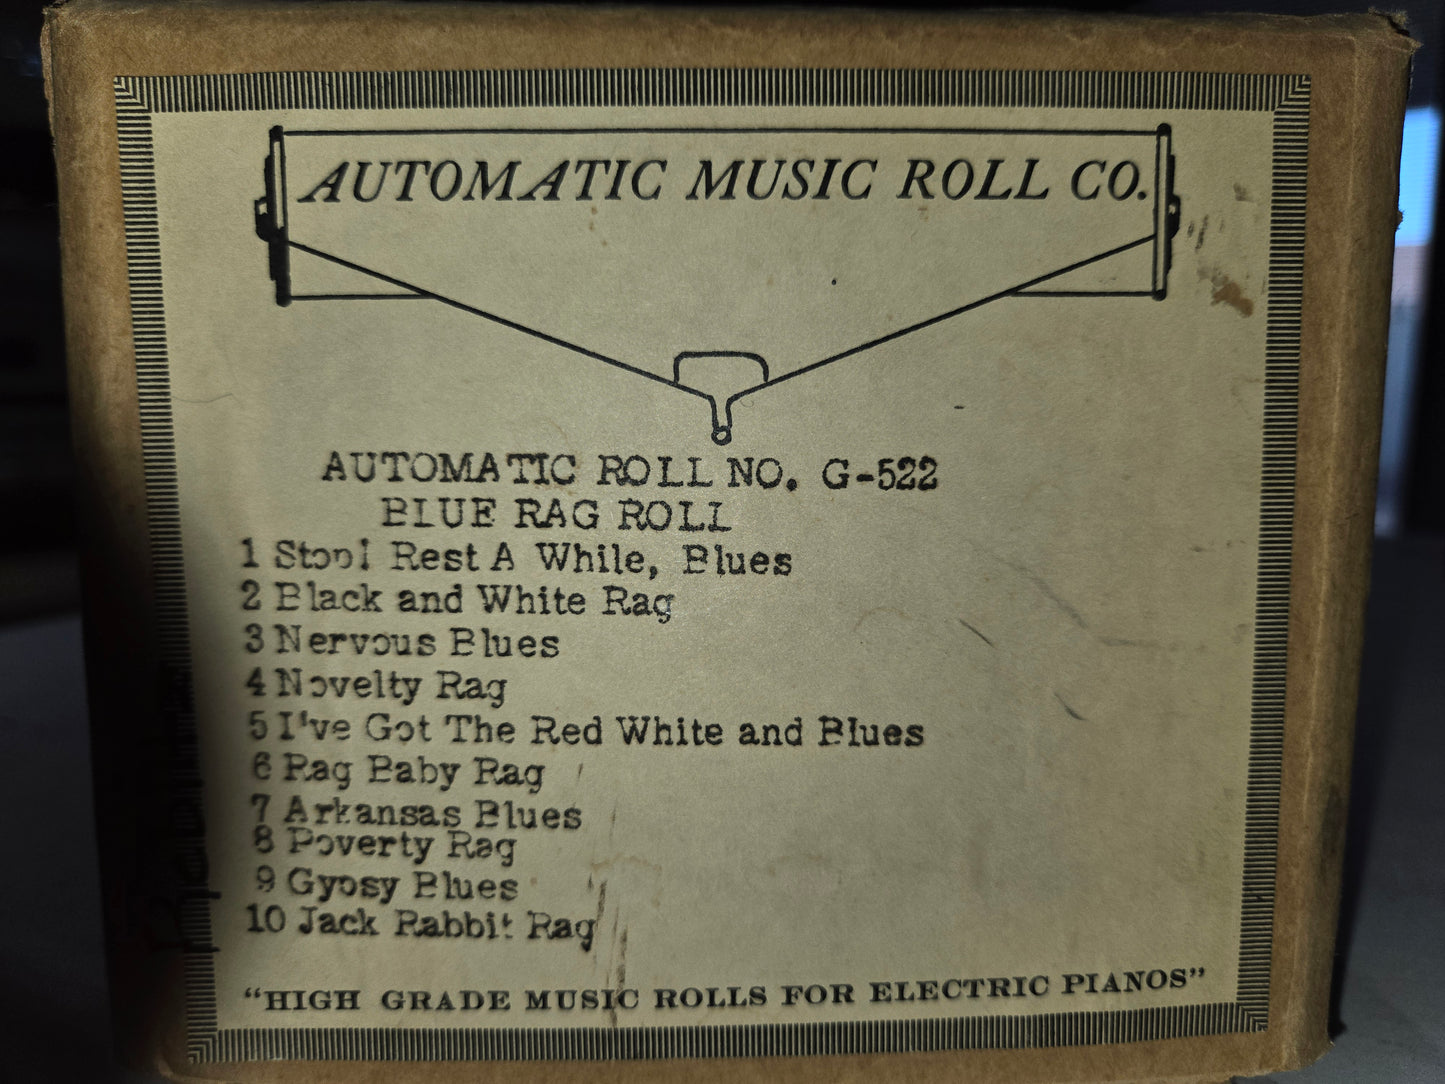 AUTOMATIC MUSIC ROLL CO.
AUTOMATIC ROLL NO. G-522
BLUE RAG ROLL
1 Stool Rest A While, Blues
2 Black and White Rag
3 Nervous Blues
4 Novelty Rag
5 I've Got The Red White and Blues
6 Rag Baby Rag
7 Arkansas Blues
8 Poverty Rag
9 Gypsy Blues
10 Jack Rabbit Rag
"HIGH GRADE MUSIC ROLLS FOR ELECTRIC PIANOS"